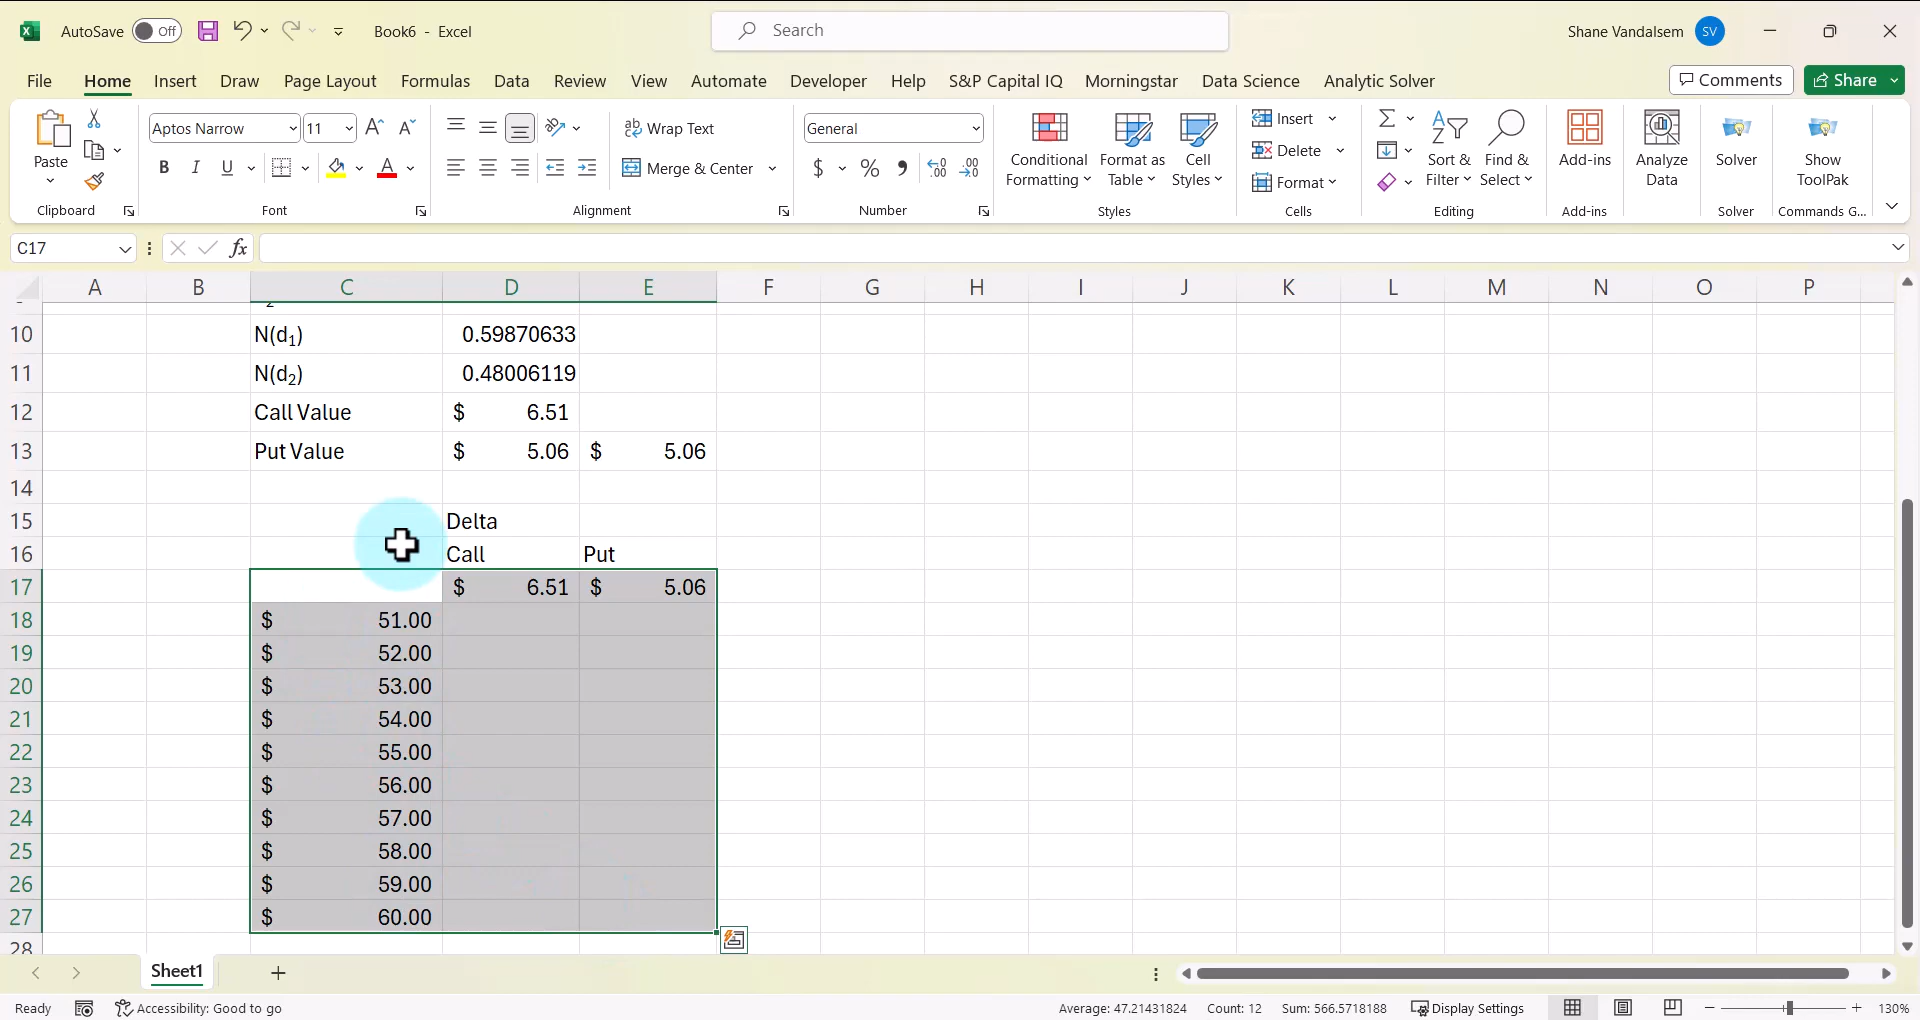 AutoSave Off Book6 - Excel Search Shane Vandalsem SV
File Home Insert Draw Page Layout Formulas Data Review View Automate Developer Help S&P Capital IQ Morningstar Data Science Analytic Solver Comments Share
Paste
Clipboard
Aptos Narrow 11
B I U A
Font
Wrap Text
Merge & Center
Alignment
General
$ %
Number
Conditional Formatting
Format as Table
Cell Styles
Styles
Insert
Delete
Format
Cells
Sort & Filter
Find & Select
Editing
Add-ins
Add-ins
Analyze Data
Solver
Solver
Show ToolPak
Commands G...
C17 fx
A B C D E F G H I J K L M N O P
10 N(d₁) 0.59870633
11 N(d₂) 0.48006119
12 Call Value $ 6.51
13 Put Value $ 5.06 $ 5.06
14
15 Delta
16 Call Put
17 $ 6.51 $ 5.06
18 $ 51.00
19 $ 52.00
20 $ 53.00
21 $ 54.00
22 $ 55.00
23 $ 56.00
24 $ 57.00
25 $ 58.00
26 $ 59.00
27 $ 60.00
28
Sheet1
Ready Accessibility: Good to go Average: 47.21431824 Count: 12 Sum: 566.5718188 Display Settings 130%